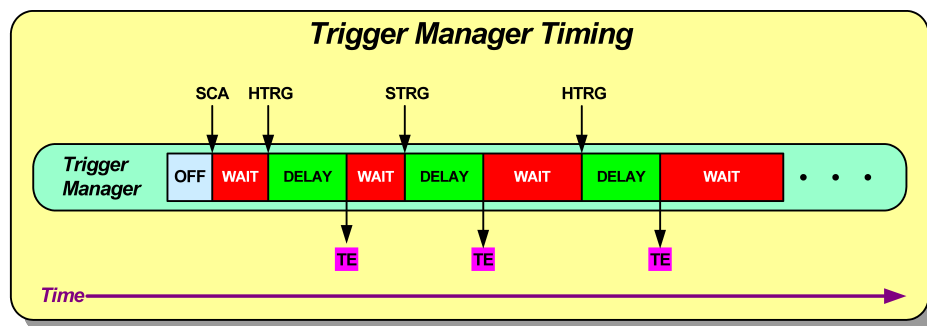 Trigger Manager Timing
SCA HTRG STRG HTRG
Trigger
Manager
OFF WAIT DELAY WAIT DELAY WAIT DELAY WAIT • • •
TE TE TE
Time